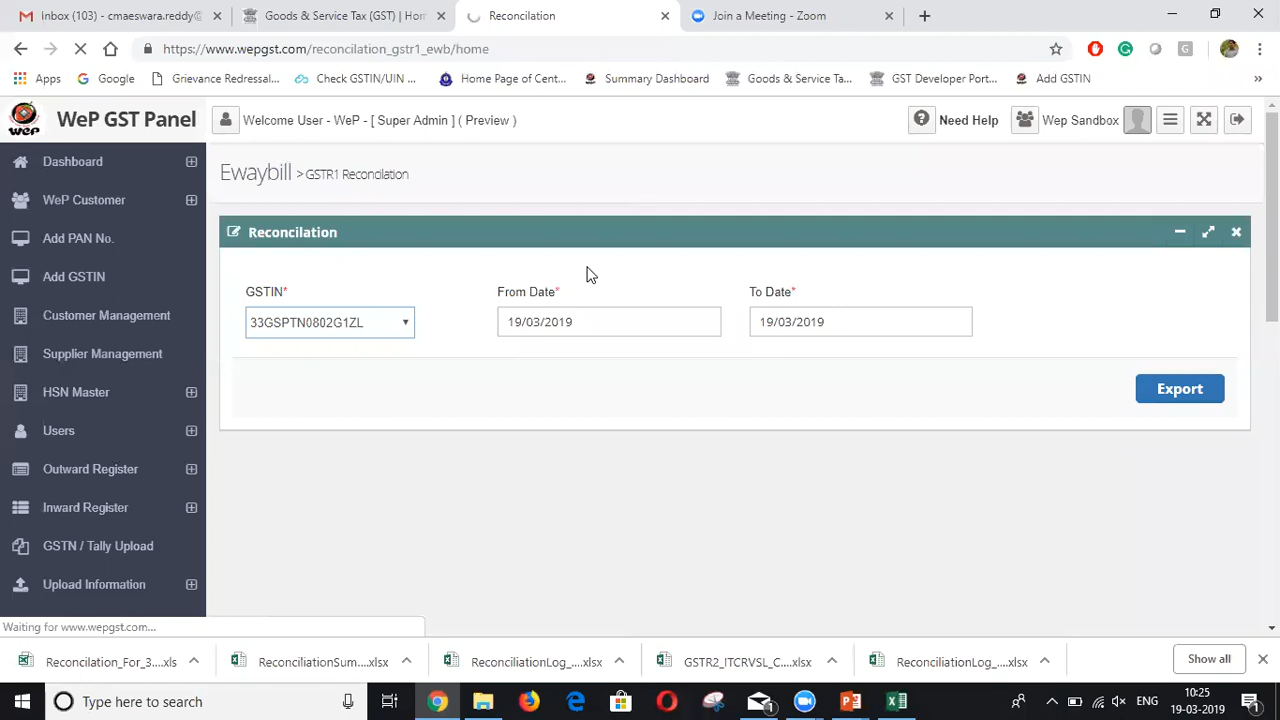 Inbox (103) - cmaeswara.reddy@
Goods & Service Tax (GST) | Hom
Reconcilation
Join a Meeting - Zoom
https://www.wepgst.com/reconcilation_gstr1_ewb/home
Apps
Google
Grievance Redressal...
Check GSTIN/UIN ...
Home Page of Cent...
Summary Dashboard
Goods & Service Ta...
GST Developer Port...
Add GSTIN
»
WeP
WeP GST Panel
Welcome User - WeP - [ Super Admin ] ( Preview )
Need Help
Wep Sandbox
Dashboard
WeP Customer
Add PAN No.
Add GSTIN
Customer Management
Supplier Management
HSN Master
Users
Outward Register
Inward Register
GSTN / Tally Upload
Upload Information
Ewaybill > GSTR1 Reconcilation
Reconcilation
GSTIN*
From Date*
To Date*
33GSPTN0802G1ZL
19/03/2019
19/03/2019
Export
Waiting for www.wepgst.com...
Reconcilation_For_3....xls
ReconciliationSum....xlsx
ReconciliationLog_....xlsx
GSTR2_ITCRVSL_C....xlsx
ReconciliationLog_....xlsx
Show all
Type here to search
1
ENG
10:25
19-03-2019
1